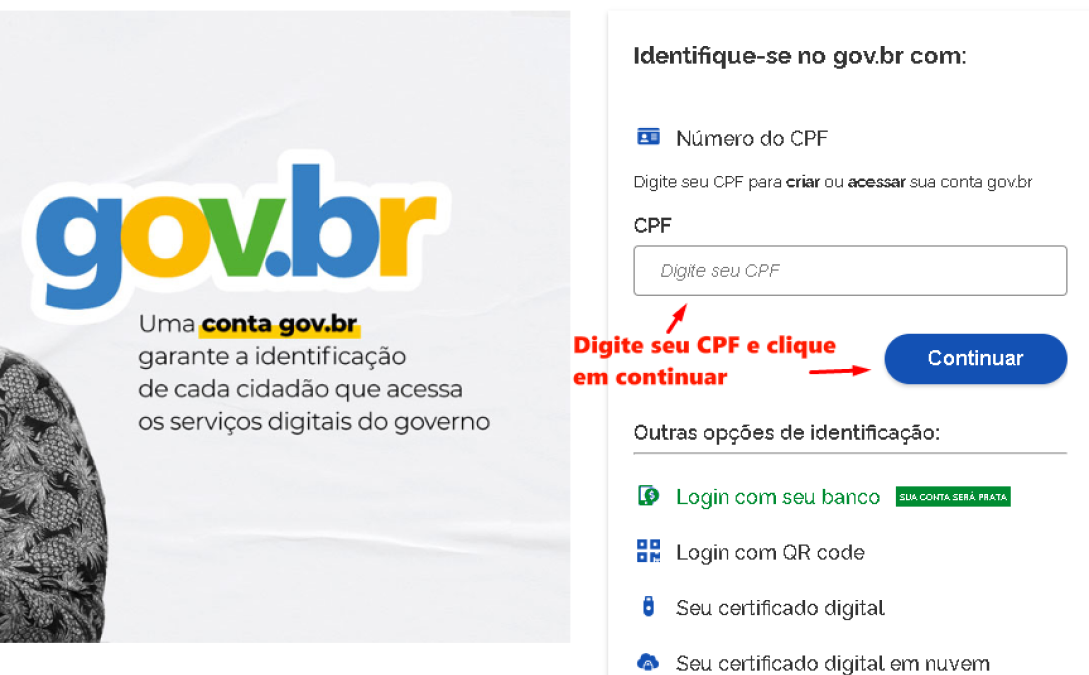 gov.br
Uma conta gov.br
garante a identificação
de cada cidadão que acessa
os serviços digitais do governo
Identifique-se no gov.br com:
Número do CPF
Digite seu CPF para criar ou acessar sua conta gov.br
CPF
Digite seu CPF
Digite seu CPF e clique
em continuar
Continuar
Outras opções de identificação:
Login com seu banco SUA CONTA SERÁ PRATA
Login com QR code
Seu certificado digital
Seu certificado digital em nuvem